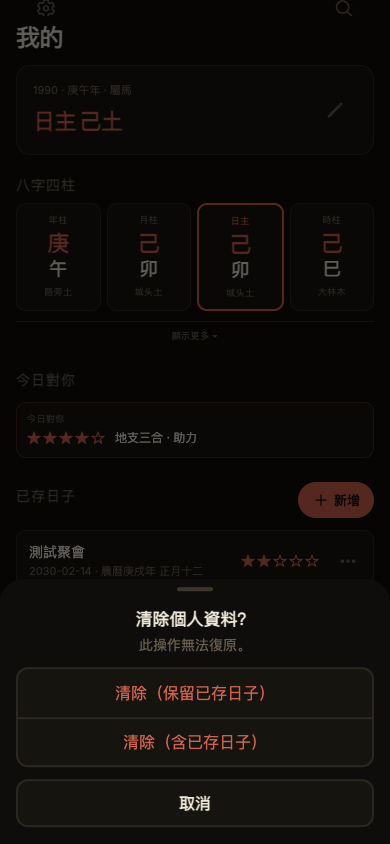 我的
1990 · 庚午年 · 屬馬
日主 己土
八字四柱
年柱 月柱 日主 時柱
庚 己 己 己
午 卯 卯 巳
路旁土 城头土 城头土 大林木
顯示更多
今日對你
今日對你
★★★★☆ 地支三合 · 助力
已存日子
+ 新增
測試聚會
2030-02-14 · 農曆庚戌年 正月十二
★★☆☆☆ •••
清除個人資料?
此操作無法復原。
清除（保留已存日子）
清除（含已存日子）
取消